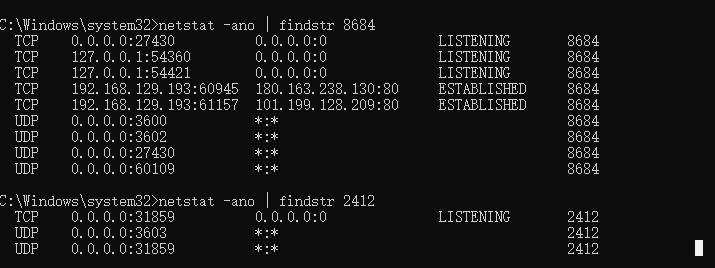 C:\Windows\system32>netstat -ano | findstr 8684
TCP 0.0.0.0:27430 0.0.0.0:0 LISTENING 8684
TCP 127.0.0.1:54360 0.0.0.0:0 LISTENING 8684
TCP 127.0.0.1:54421 0.0.0.0:0 LISTENING 8684
TCP 192.168.129.193:60945 180.163.238.130:80 ESTABLISHED 8684
TCP 192.168.129.193:61157 101.199.128.209:80 ESTABLISHED 8684
UDP 0.0.0.0:3600 *:* 8684
UDP 0.0.0.0:3602 *:* 8684
UDP 0.0.0.0:27430 *:* 8684
UDP 0.0.0.0:60109 *:* 8684
C:\Windows\system32>netstat -ano | findstr 2412
TCP 0.0.0.0:31859 0.0.0.0:0 LISTENING 2412
UDP 0.0.0.0:3603 *:* 2412
UDP 0.0.0.0:31859 *:* 2412